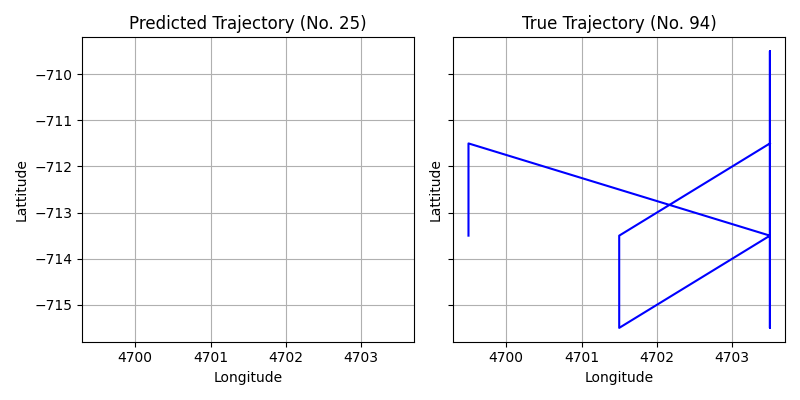 Predicted Trajectory (No. 25)
True Trajectory (No. 94)
−710
−711
−712
−713
−714
−715
Lattitude
Lattitude
4700 4701 4702 4703
4700 4701 4702 4703
Longitude
Longitude